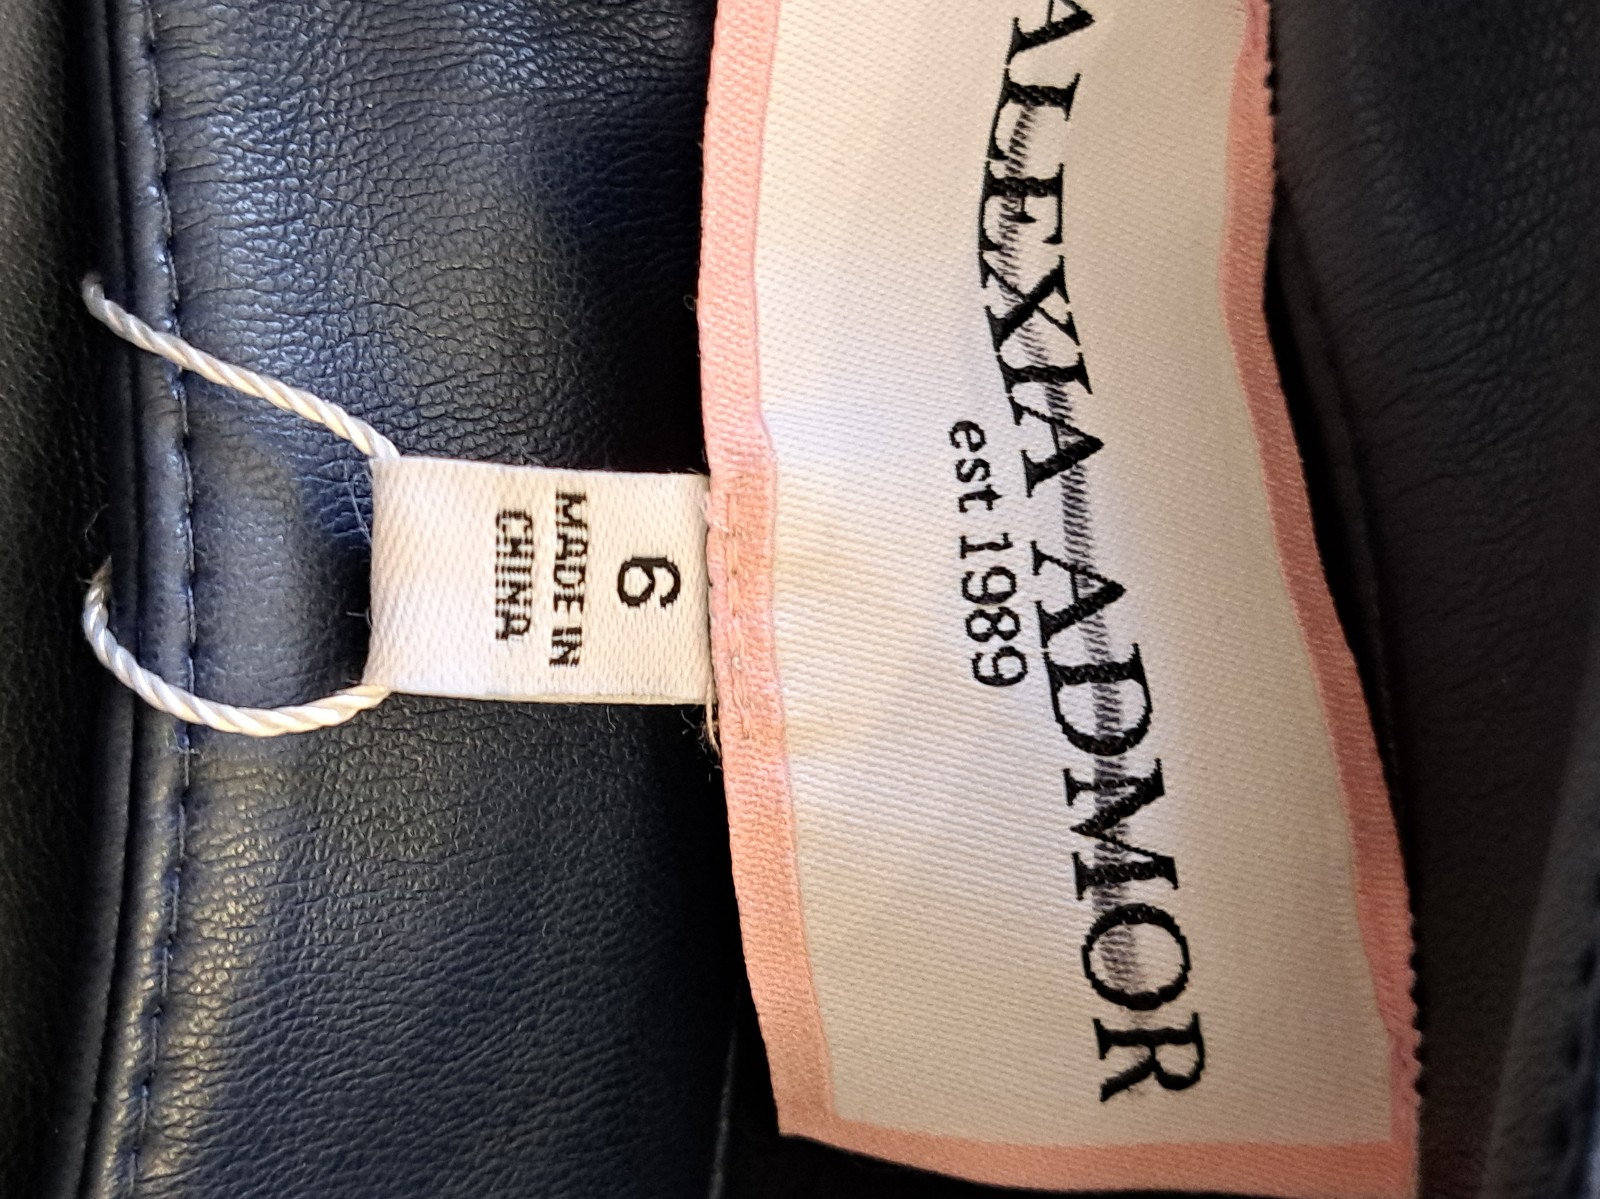 ALEXIA ADMOR
est 1989
6
MADE IN
CHINA